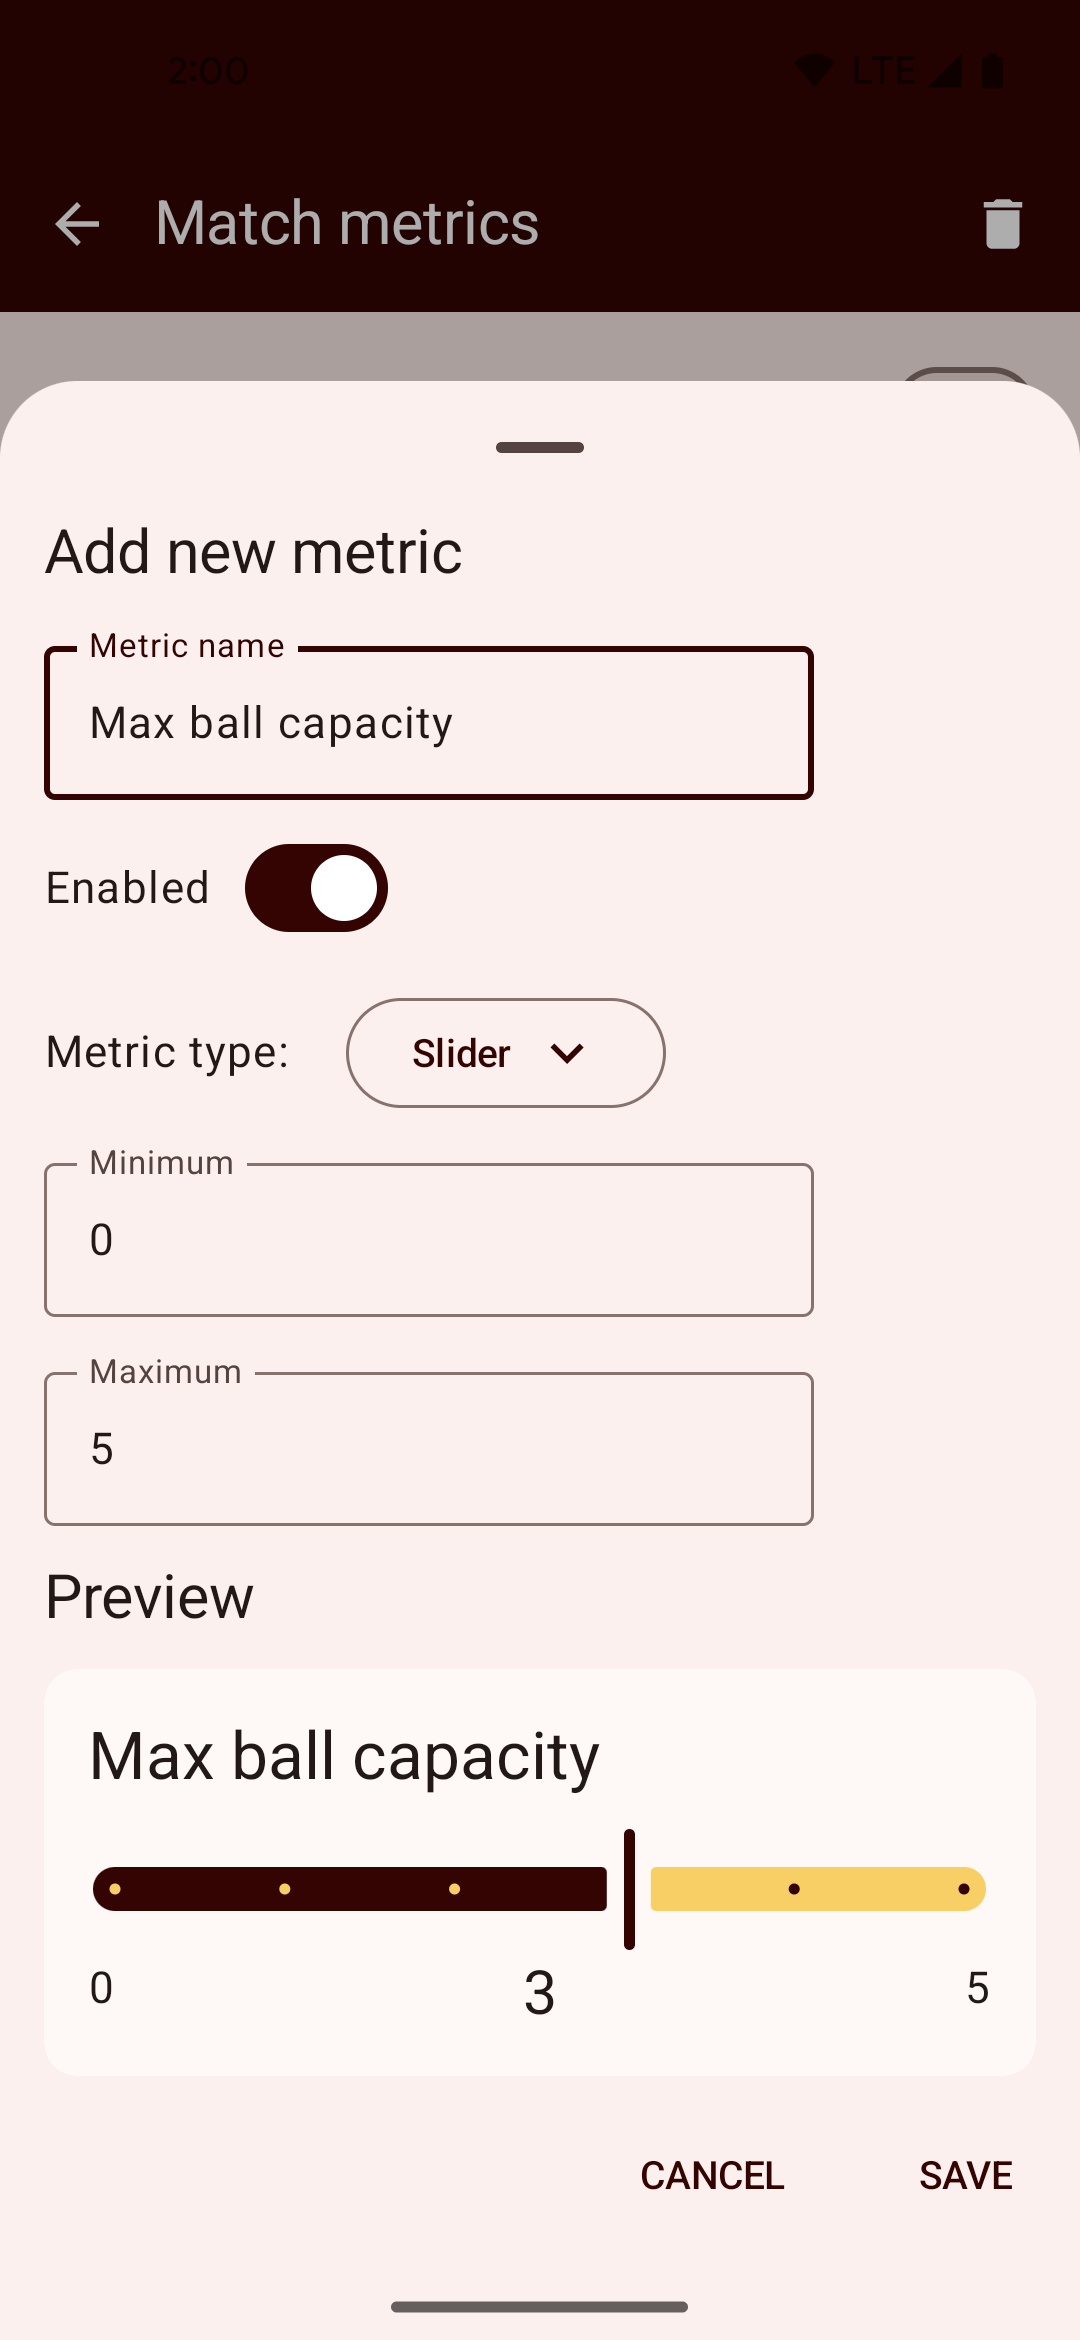 2:00 LTE
Match metrics
Add new metric
Metric name
Max ball capacity
Enabled
Metric type: Slider
Minimum
0
Maximum
5
Preview
Max ball capacity
0 3 5
CANCEL SAVE